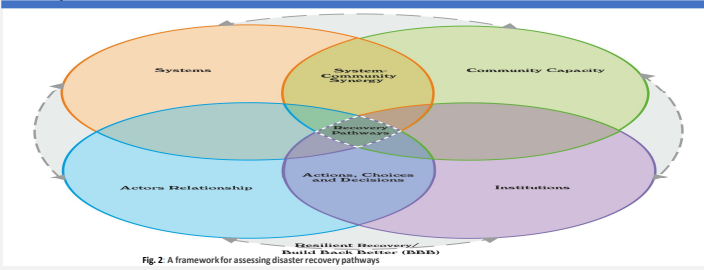 Systems
System-
Community
Synergy
Community Capacity
Recovery
Pathways
Actors Relationship
Actions, Choices
and Decisions
Institutions
Resilient Recovery/
Build Back Better (BBB)
Fig. 2: A framework for assessing disaster recovery pathways